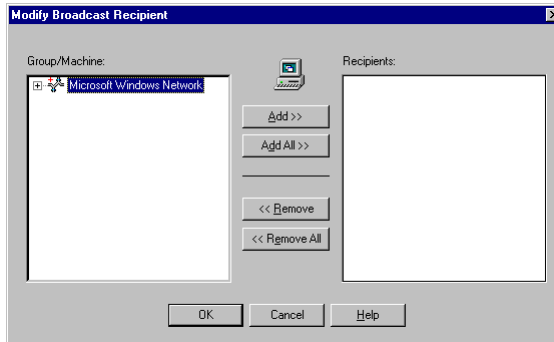 Modify Broadcast Recipient
Group/Machine:
Recipients:
Microsoft Windows Network
Add >>
Add All >>
<< Remove
<< Remove All
OK
Cancel
Help